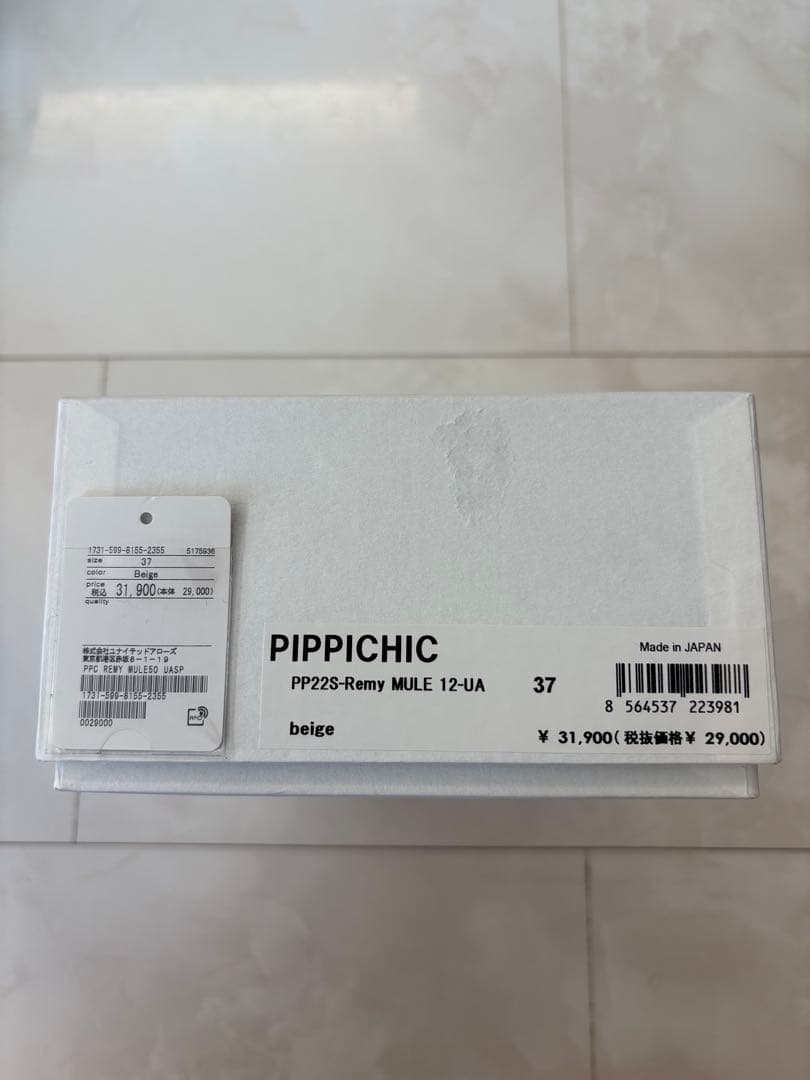 1731-599-8155-2355 5175936
size 37
color Beige
price 税込 31,900(本体 29,000)
quality
株式会社ユナイテッドアローズ
東京都港区赤坂8-1-19
PPC REMY MULE50 UASP
1731-599-8155-2355
0029000
PIPPICHIC
Made in JAPAN
PP22S-Remy MULE 12-UA 37
8 564537 223981
beige
¥ 31,900(税抜価格¥ 29,000)